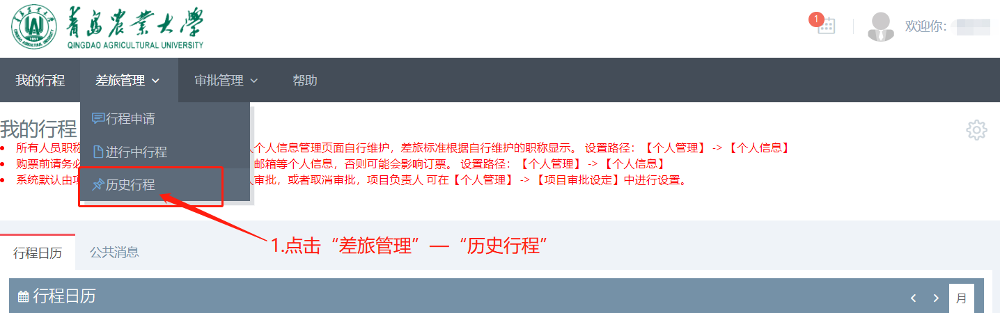 青岛农业大学
QINGDAO AGRICULTURAL UNIVERSITY
1951
1
欢迎你:
我的行程 差旅管理 审批管理 帮助
行程申请
进行中行程
历史行程
我的行程
所有人员职称 个人信息管理页面自行维护，差旅标准根据自行维护的职称显示。 设置路径：【个人管理】 -> 【个人信息】
购票前请务必 邮箱等个人信息，否则可能会影响订票。 设置路径：【个人管理】 -> 【个人信息】
系统默认由项 审批，或者取消审批，项目负责人 可在【个人管理】 -> 【项目审批设定】中进行设置。
1.点击“差旅管理”—“历史行程”
行程日历 公共消息
行程日历
月